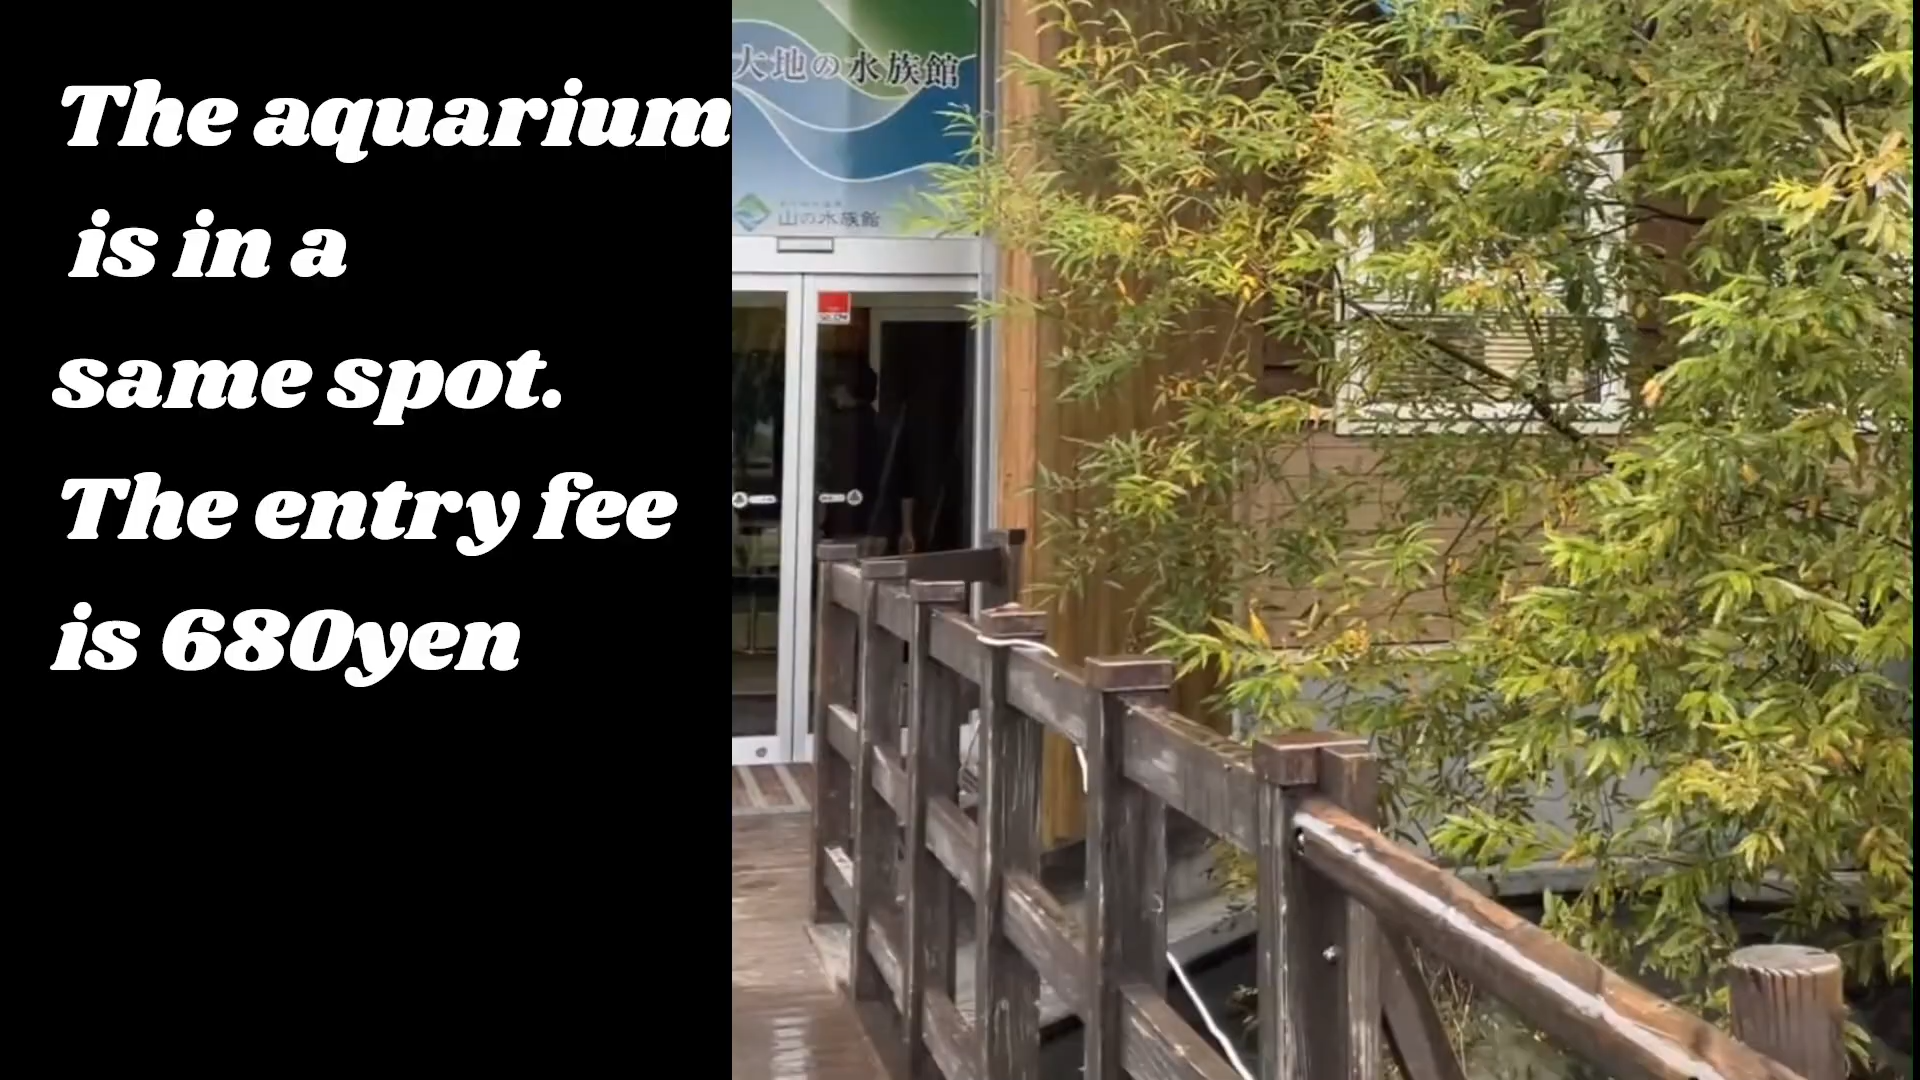 The aquarium
is in a
same spot.
The entry fee
is 680yen
大地の水族館
山の水族館